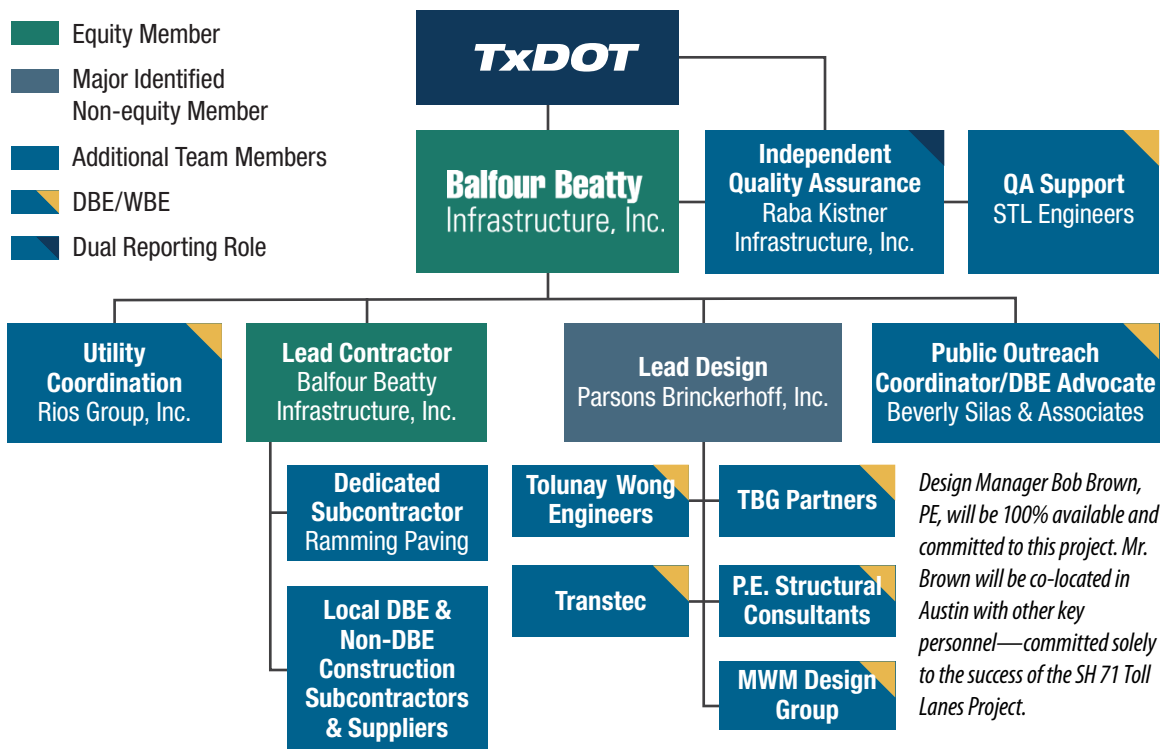 Equity Member
Major Identified
Non-equity Member
Additional Team Members
DBE/WBE
Dual Reporting Role
TxDOT
Balfour Beatty
Infrastructure, Inc.
Independent
Quality Assurance
Raba Kistner
Infrastructure, Inc.
QA Support
STL Engineers
Utility
Coordination
Rios Group, Inc.
Lead Contractor
Balfour Beatty
Infrastructure, Inc.
Lead Design
Parsons Brinckerhoff, Inc.
Public Outreach
Coordinator/DBE Advocate
Beverly Silas & Associates
Dedicated
Subcontractor
Ramming Paving
Local DBE &
Non-DBE
Construction
Subcontractors
& Suppliers
Tolunay Wong
Engineers
TBG Partners
Transtec
P.E. Structural
Consultants
MWM Design
Group
Design Manager Bob Brown,
PE, will be 100% available and
committed to this project. Mr.
Brown will be co-located in
Austin with other key
personnel—committed solely
to the success of the SH 71 Toll
Lanes Project.